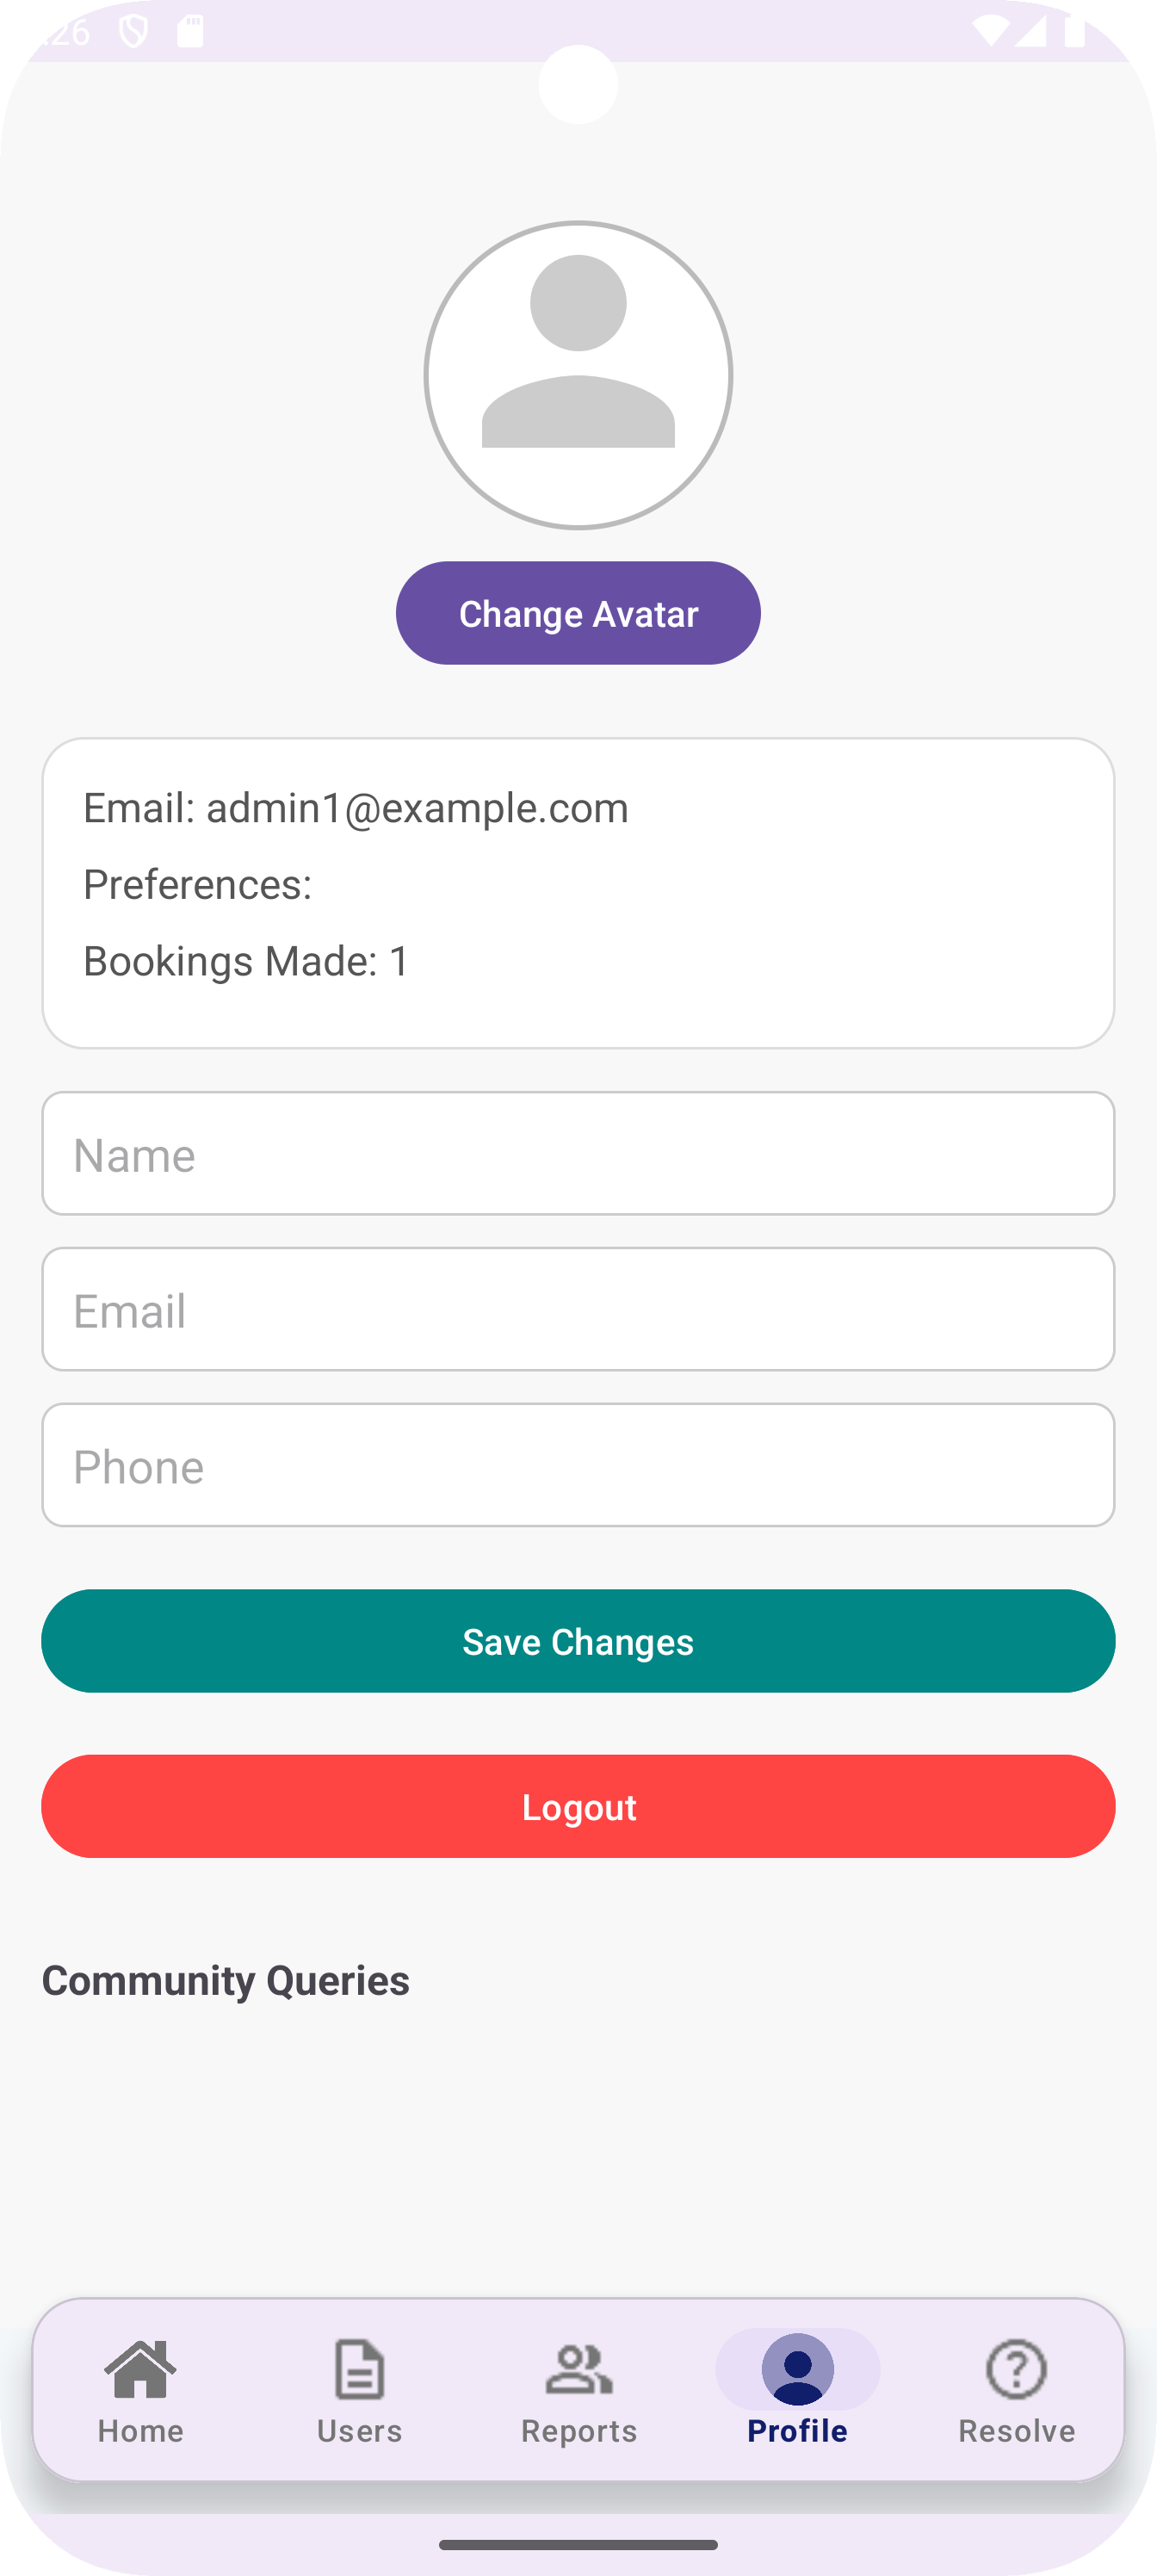 :26
Change Avatar
Email: admin1@example.com
Preferences:
Bookings Made: 1
Name
Email
Phone
Save Changes
Logout
Community Queries
Home
Users
Reports
Profile
Resolve